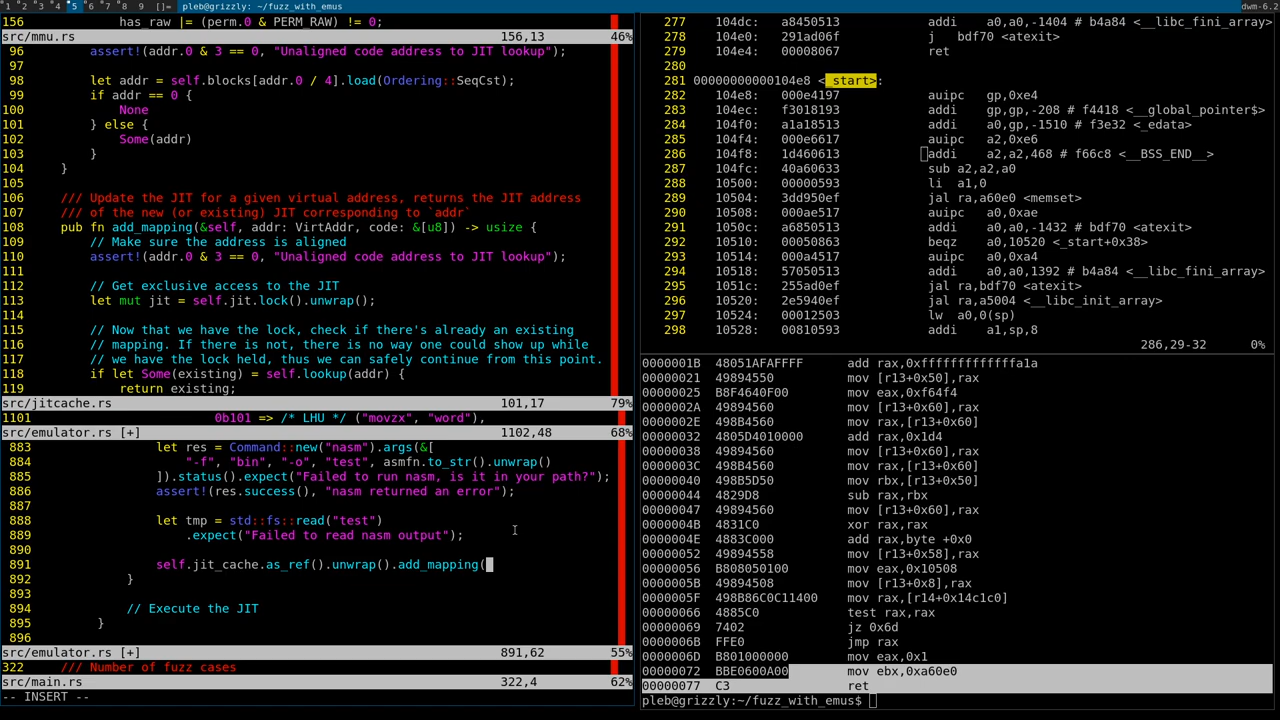 1 2 3 4 5 6 7 8 9 []= pleb@grizzly: ~/fuzz_with_emus dwm-6.2
156 has_raw |= (perm.0 & PERM_RAW) != 0;
src/mmu.rs 156,13 46%
96 assert!(addr.0 & 3 == 0, "Unaligned code address to JIT lookup");
97
98 let addr = self.blocks[addr.0 / 4].load(Ordering::SeqCst);
99 if addr == 0 {
100 None
101 } else {
102 Some(addr)
103 }
104 }
105
106 /// Update the JIT for a given virtual address, returns the JIT address
107 /// of the new (or existing) JIT corresponding to `addr`
108 pub fn add_mapping(&self, addr: VirtAddr, code: &[u8]) -> usize {
109 // Make sure the address is aligned
110 assert!(addr.0 & 3 == 0, "Unaligned code address to JIT lookup");
111
112 // Get exclusive access to the JIT
113 let mut jit = self.jit.lock().unwrap();
114
115 // Now that we have the lock, check if there's already an existing
116 // mapping. If there is not, there is no way one could show up while
117 // we have the lock held, thus we can safely continue from this point.
118 if let Some(existing) = self.lookup(addr) {
119 return existing;
src/jitcache.rs 101,17 79%
1101 0b101 => /* LHU */ ("movzx", "word"),
src/emulator.rs [+] 1102,48 68%
883 let res = Command::new("nasm").args(&[
884 "-f", "bin", "-o", "test", asmfn.to_str().unwrap()
885 ]).status().expect("Failed to run nasm, is it in your path?");
886 assert!(res.success(), "nasm returned an error");
887
888 let tmp = std::fs::read("test")
889 .expect("Failed to read nasm output");
890
891 self.jit_cache.as_ref().unwrap().add_mapping(
892 }
893
894 // Execute the JIT
895 }
896
src/emulator.rs [+] 891,62 55%
322 /// Number of fuzz cases
src/main.rs 322,4 62%
-- INSERT --
277 104dc: a8450513 addi a0,a0,-1404 # b4a84 <__libc_fini_array>
278 104e0: 291ad06f j bdf70 <atexit>
279 104e4: 00008067 ret
280
281 00000000000104e8 <_start>:
282 104e8: 000e4197 auipc gp,0xe4
283 104ec: f3018193 addi gp,gp,-208 # f4418 <__global_pointer$>
284 104f0: a1a18513 addi a0,gp,-1510 # f3e32 <_edata>
285 104f4: 000e6617 auipc a2,0xe6
286 104f8: 1d460613 addi a2,a2,468 # f66c8 <__BSS_END__>
287 104fc: 40a60633 sub a2,a2,a0
288 10500: 00000593 li a1,0
289 10504: 3dd950ef jal ra,a60e0 <memset>
290 10508: 000ae517 auipc a0,0xae
291 1050c: a6850513 addi a0,a0,-1432 # bdf70 <atexit>
292 10510: 00050863 beqz a0,10520 <_start+0x38>
293 10514: 000a4517 auipc a0,0xa4
294 10518: 57050513 addi a0,a0,1392 # b4a84 <__libc_fini_array>
295 1051c: 255ad0ef jal ra,bdf70 <atexit>
296 10520: 2e5940ef jal ra,a5004 <__libc_init_array>
297 10524: 00012503 lw a0,0(sp)
298 10528: 00810593 addi a1,sp,8
286,29-32 0%
0000001B 48051AFAFFFF add rax,0xfffffffffffffa1a
00000021 49894550 mov [r13+0x50],rax
00000025 B8F4640F00 mov eax,0xf64f4
0000002A 49894560 mov [r13+0x60],rax
0000002E 498B4560 mov rax,[r13+0x60]
00000032 4805D4010000 add rax,0x1d4
00000038 49894560 mov [r13+0x60],rax
0000003C 498B4560 mov rax,[r13+0x60]
00000040 498B5D50 mov rbx,[r13+0x50]
00000044 4829D8 sub rax,rbx
00000047 49894560 mov [r13+0x60],rax
0000004B 4831C0 xor rax,rax
0000004E 4883C000 add rax,byte +0x0
00000052 49894558 mov [r13+0x58],rax
00000056 B808050100 mov eax,0x10508
0000005B 49894508 mov [r13+0x8],rax
0000005F 498B86C0C11400 mov rax,[r14+0x14c1c0]
00000066 4885C0 test rax,rax
00000069 7402 jz 0x6d
0000006B FFE0 jmp rax
0000006D B801000000 mov eax,0x1
00000072 BBE0600A00 mov ebx,0xa60e0
00000077 C3 ret
pleb@grizzly:~/fuzz_with_emus$